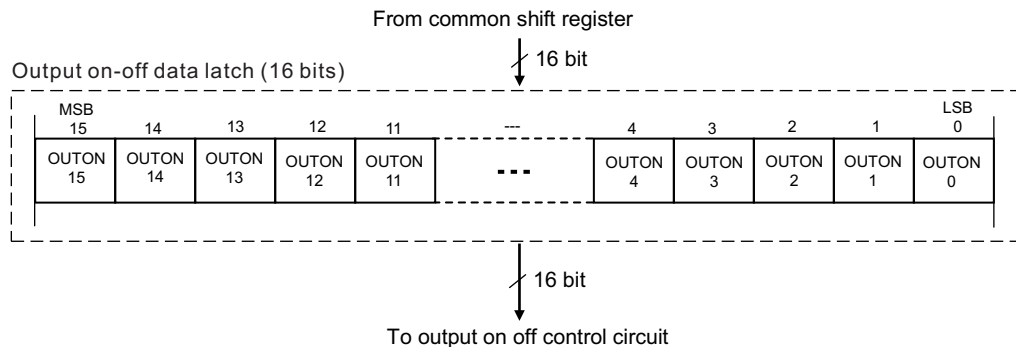 From common shift register
16 bit
Output on-off data latch (16 bits)
MSB LSB
15 14 13 12 11 --- 4 3 2 1 0
OUTON OUTON OUTON OUTON OUTON --- OUTON OUTON OUTON OUTON OUTON
15 14 13 12 11 4 3 2 1 0
16 bit
To output on off control circuit